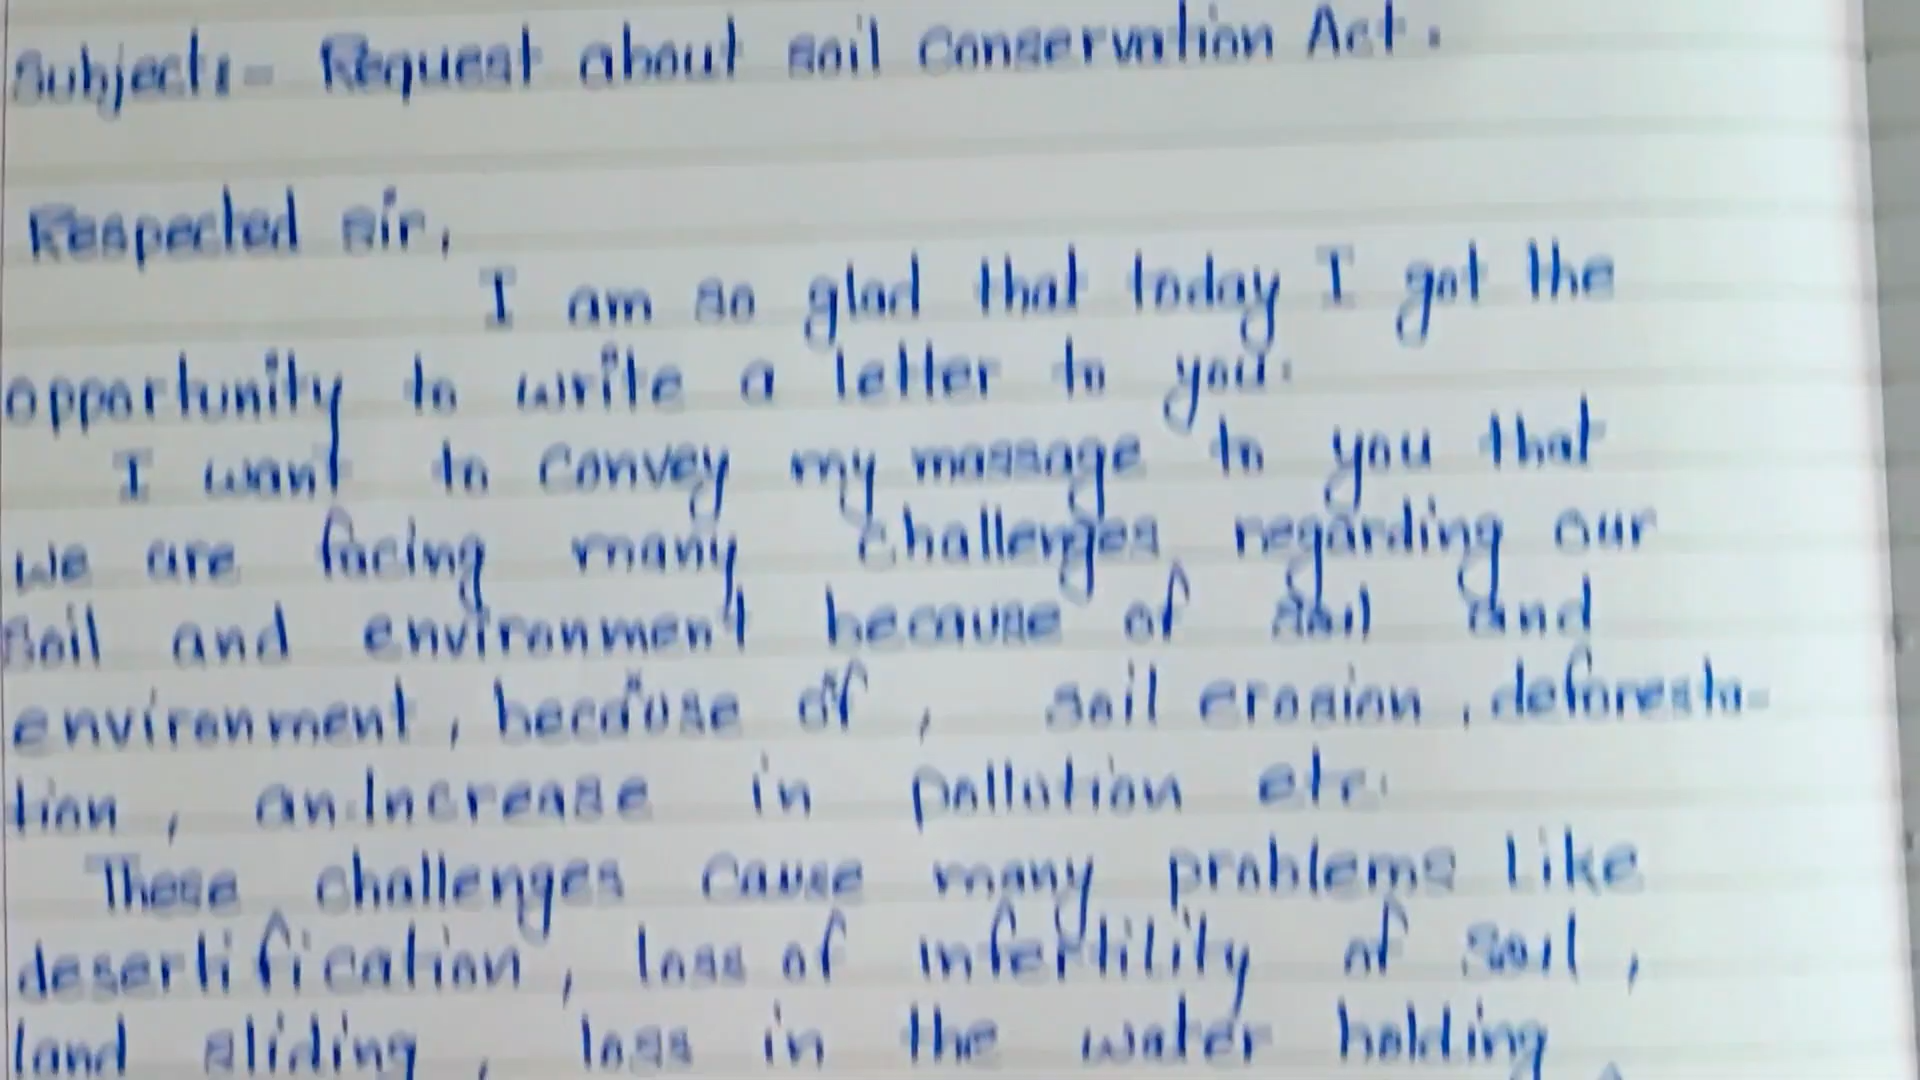 Subject:- Request about soil Conservation Act.
Respected sir,
I am so glad that today I got the
opportunity to write a letter to you.
I want to convey my massage to you that
we are facing many challenges regarding our
soil and environment because of soil and
environment, because of , soil erosion, deforesta-
tion, an increase in pollution etc.
These challenges cause many problems like
desertification, loss of infertility of soil,
land sliding, loss in the water holding